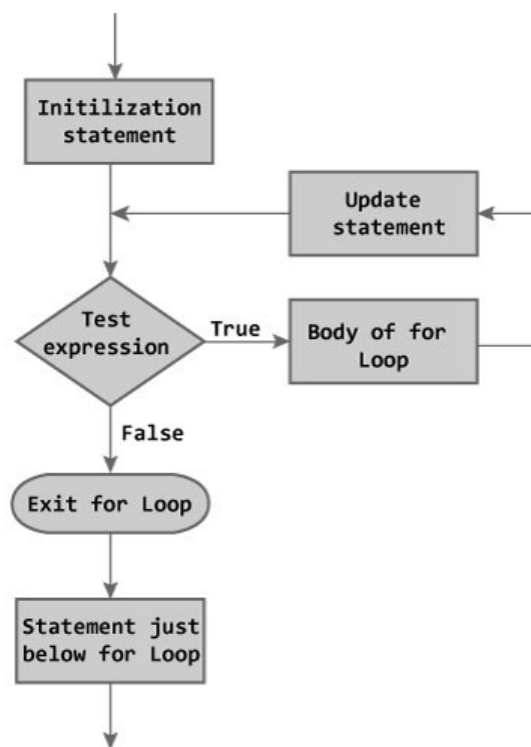 Initilization
statement
Update
statement
Test
expression
True
Body of for
Loop
False
Exit for Loop
Statement just
below for Loop